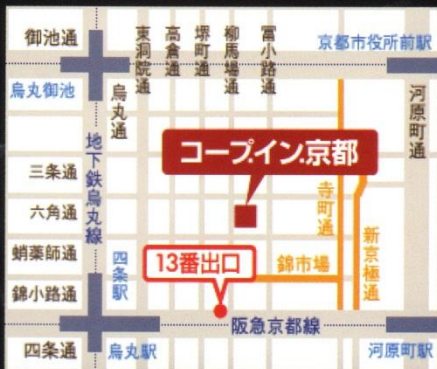 御池通
東洞院通
高倉通
堺町通
柳馬場通
富小路通
京都市役所前駅
烏丸御池
烏丸通
河原町通
地下鉄烏丸線
コープ.イン.京都
三条通
六角通
寺町通
新京極通
蛸薬師通
四条駅
13番出口
錦市場
錦小路通
阪急京都線
四条通
烏丸駅
河原町駅